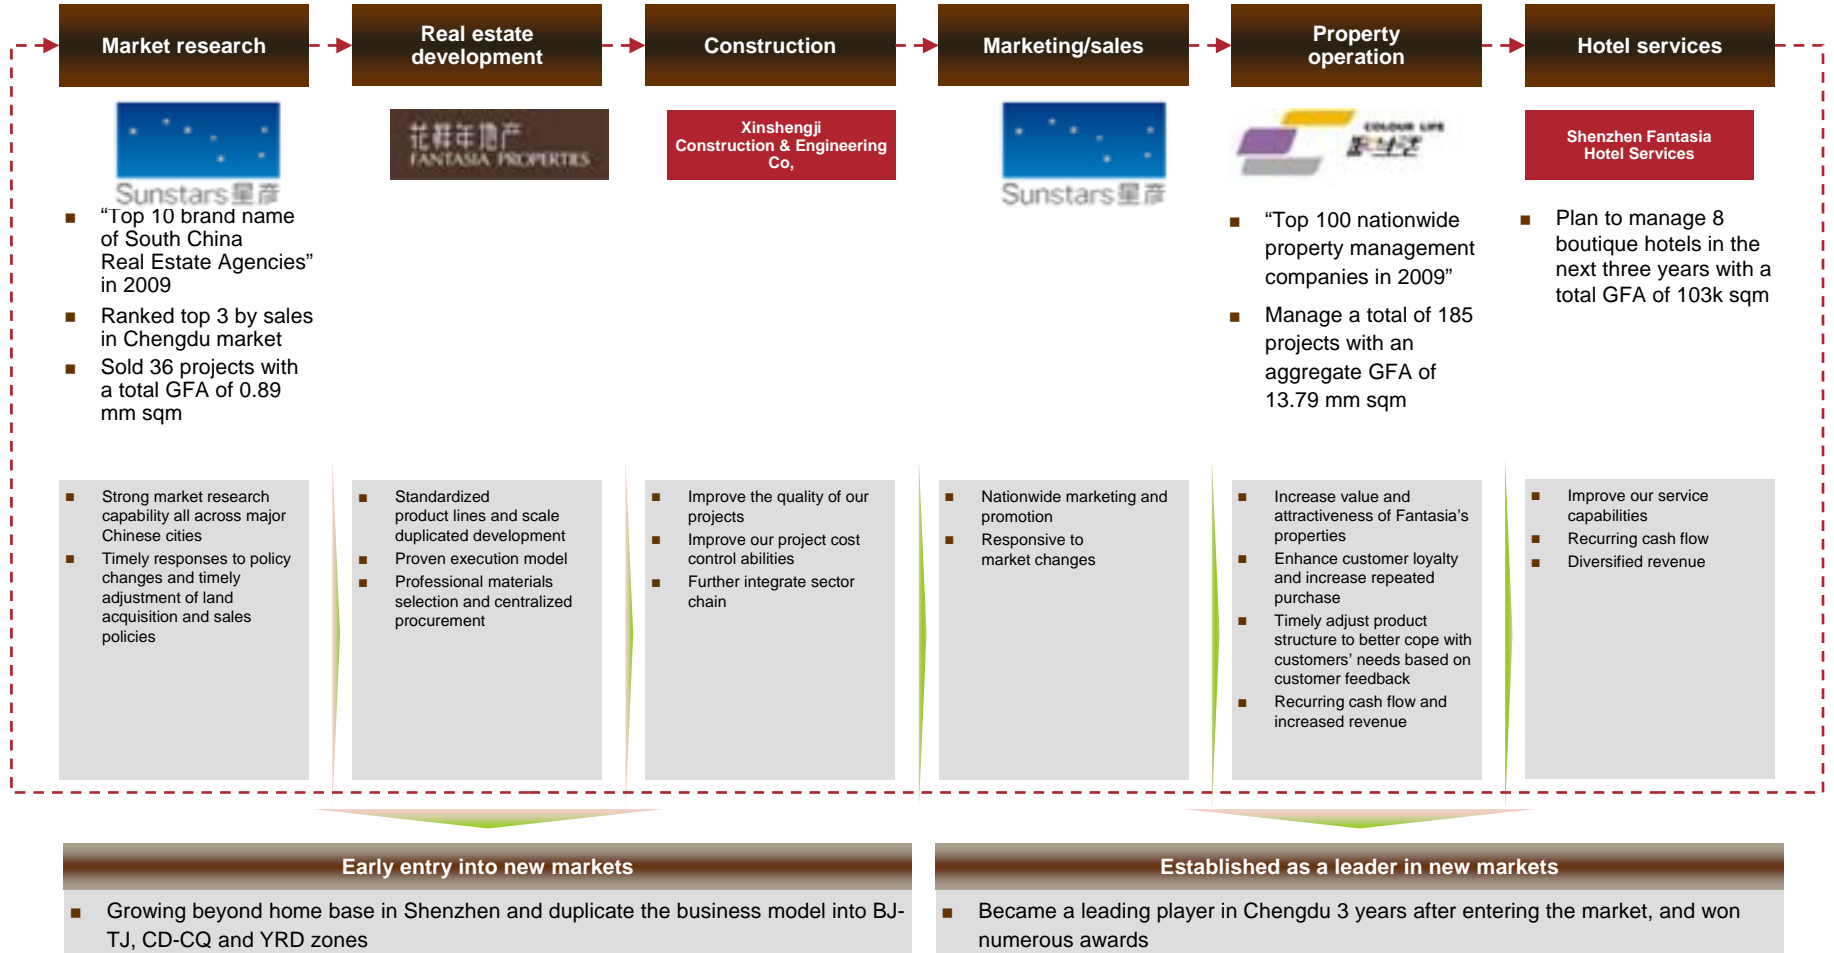 Market research
Real estate
development
Construction
Marketing/sales
Property
operation
Hotel services
Sunstars星彦
花样年地产
FANTASIA PROPERTIES
Xinshengji
Construction & Engineering
Co,
Sunstars星彦
COLOUR LIFE
Shenzhen Fantasia
Hotel Services
■ “Top 10 brand name
of South China
Real Estate Agencies”
in 2009
■ Ranked top 3 by sales
in Chengdu market
■ Sold 36 projects with
a total GFA of 0.89
mm sqm
■ “Top 100 nationwide
property management
companies in 2009”
■ Manage a total of 185
projects with an
aggregate GFA of
13.79 mm sqm
■ Plan to manage 8
boutique hotels in the
next three years with a
total GFA of 103k sqm
■ Strong market research
capability all across major
Chinese cities
■ Timely responses to policy
changes and timely
adjustment of land
acquisition and sales
policies
■ Standardized
product lines and scale
duplicated development
■ Proven execution model
■ Professional materials
selection and centralized
procurement
■ Improve the quality of our
projects
■ Improve our project cost
control abilities
■ Further integrate sector
chain
■ Nationwide marketing and
promotion
■ Responsive to
market changes
■ Increase value and
attractiveness of Fantasia’s
properties
■ Enhance customer loyalty
and increase repeated
purchase
■ Timely adjust product
structure to better cope with
customers’ needs based on
customer feedback
■ Recurring cash flow and
increased revenue
■ Improve our service
capabilities
■ Recurring cash flow
■ Diversified revenue
Early entry into new markets
■ Growing beyond home base in Shenzhen and duplicate the business model into BJ-
TJ, CD-CQ and YRD zones
Established as a leader in new markets
■ Became a leading player in Chengdu 3 years after entering the market, and won
numerous awards